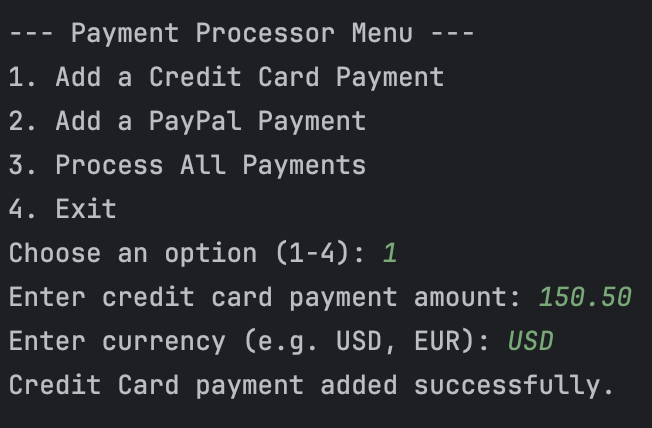 --- Payment Processor Menu ---
1. Add a Credit Card Payment
2. Add a PayPal Payment
3. Process All Payments
4. Exit
Choose an option (1-4): 1
Enter credit card payment amount: 150.50
Enter currency (e.g. USD, EUR): USD
Credit Card payment added successfully.